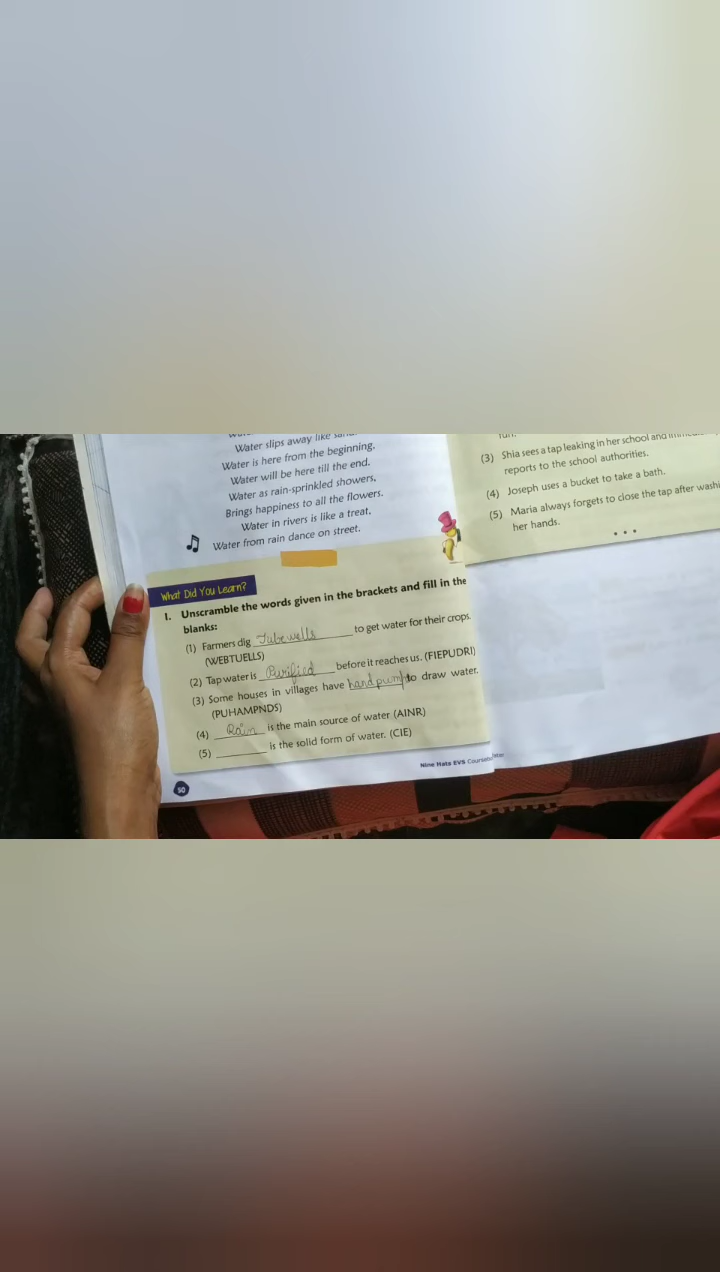 Water slips away like
Water is here from the beginning.
Water will be here till the end.
Water as rain-sprinkled showers,
Brings happiness to all the flowers.
Water in rivers is like a treat.
Water from rain dance on street.
What Did You Learn?
I. Unscramble the words given in the brackets and fill in the
blanks:
(1) Farmers dig Tubewells to get water for their crops.
(WEBTUELLS)
(2) Tap water is Purified before it reaches us. (FIEPUDRI)
(3) Some houses in villages have handpump to draw water.
(PUHAMPNDS)
(4) Rain is the main source of water (AINR)
(5) ________ is the solid form of water. (CIE)
30
Nine Hats EVS
run.
(3) Shia sees a tap leaking in her school and
reports to the school authorities.
(4) Joseph uses a bucket to take a bath.
(5) Maria always forgets to close the tap after
her hands.